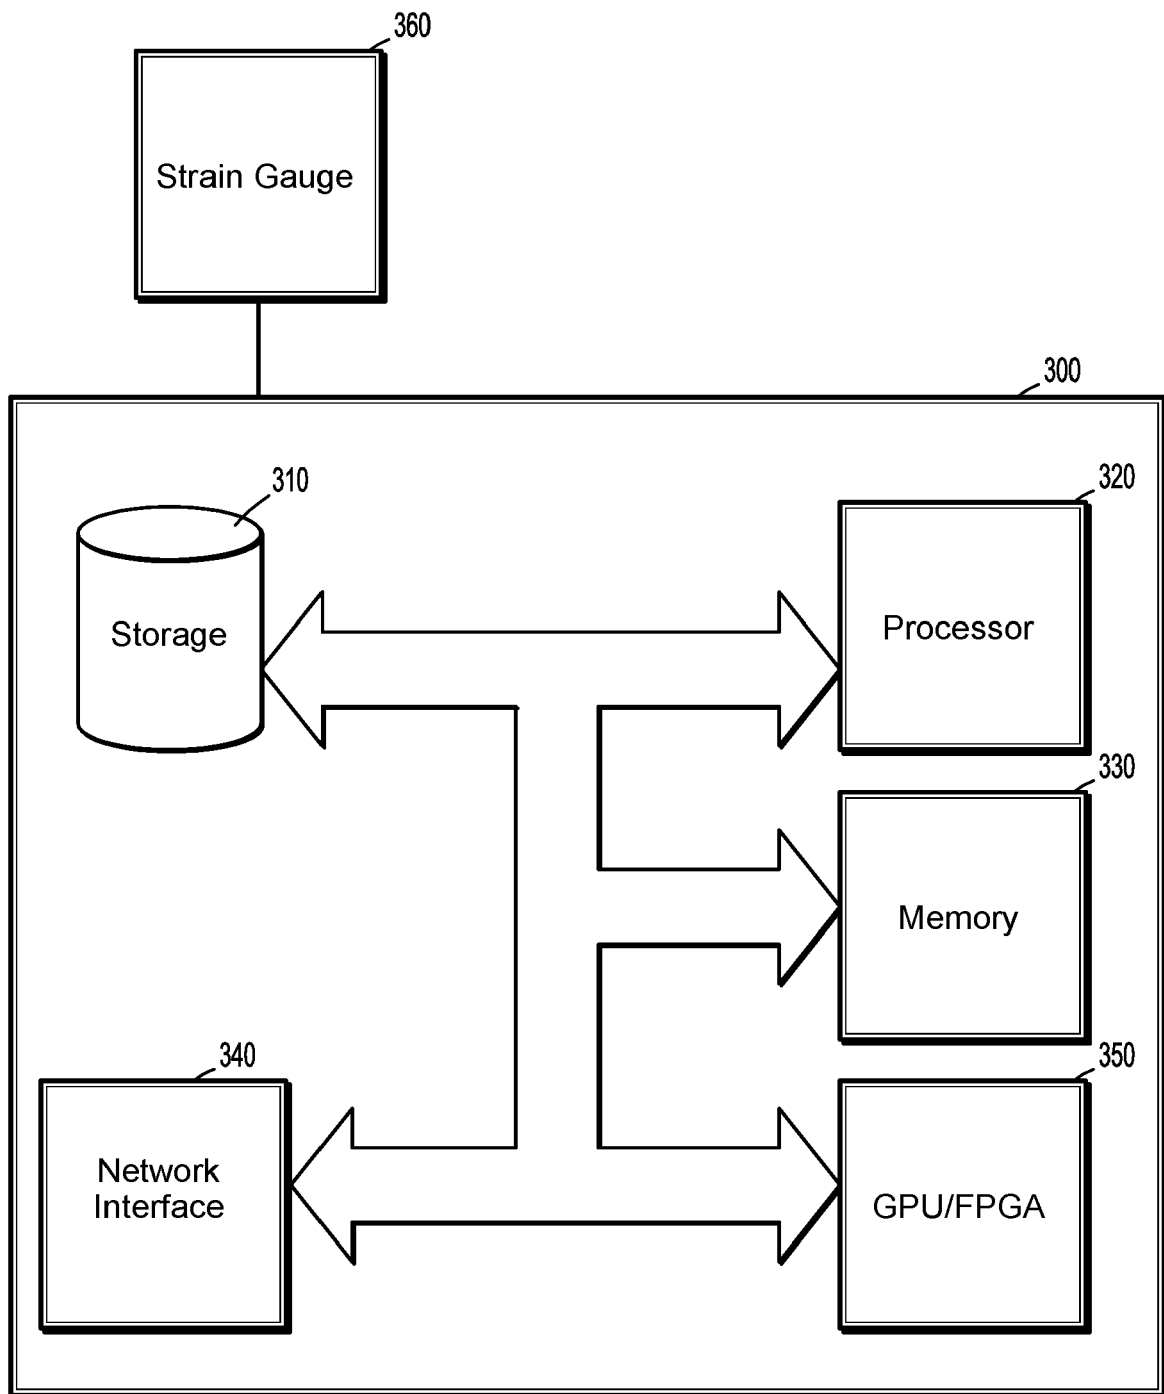 360
Strain Gauge
300
310
Storage
320
Processor
330
Memory
340
Network
Interface
350
GPU/FPGA